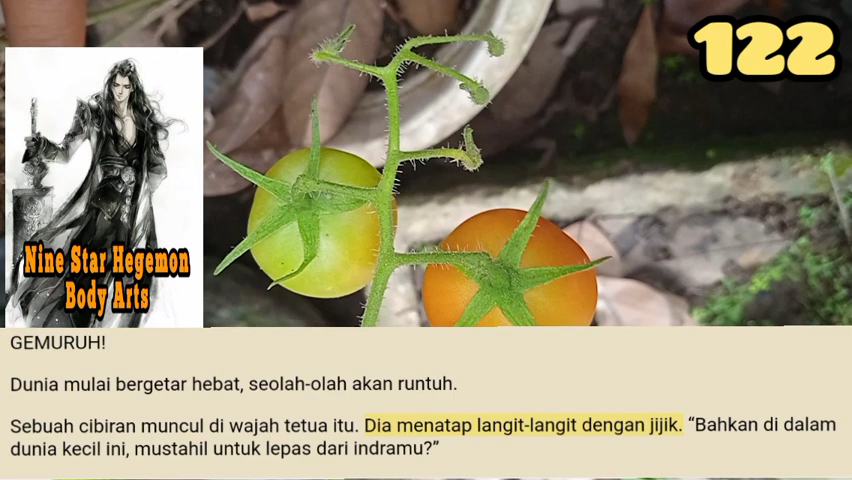 122
Nine Star Hegemon
Body Arts
GEMURUH!
Dunia mulai bergetar hebat, seolah-olah akan runtuh.
Sebuah cibiran muncul di wajah tetua itu. Dia menatap langit-langit dengan jijik. “Bahkan di dalam
dunia kecil ini, mustahil untuk lepas dari indramu?”